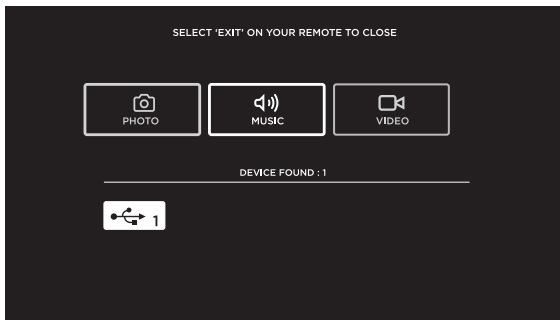 SELECT 'EXIT' ON YOUR REMOTE TO CLOSE
PHOTO
MUSIC
VIDEO
DEVICE FOUND : 1
1